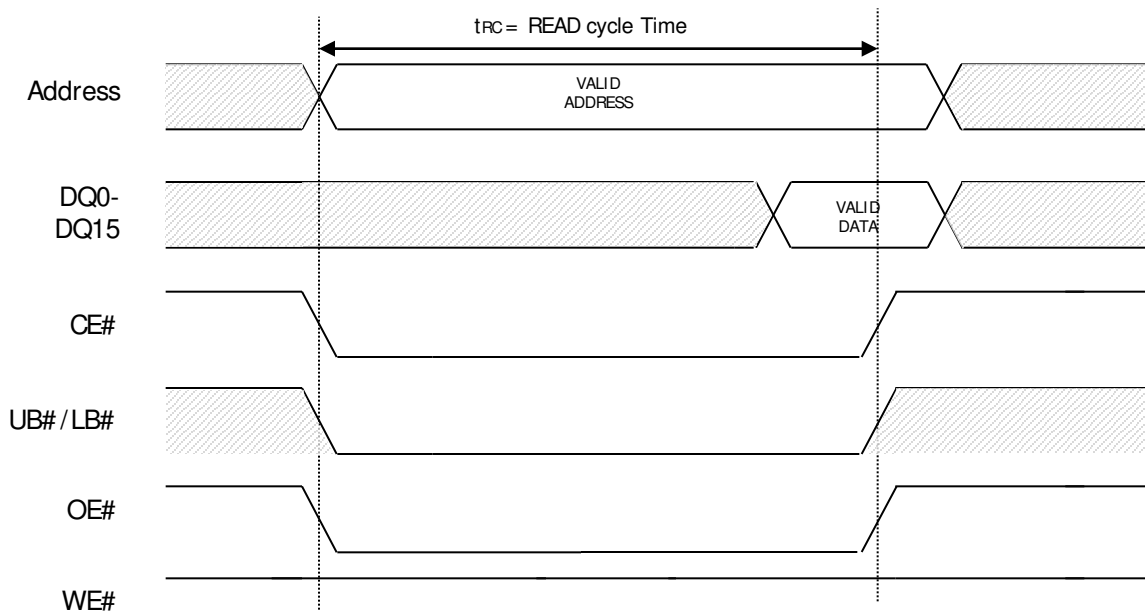 tRC = READ cycle Time
Address
VALID
ADDRESS
DQ0-
DQ15
VALID
DATA
CE#
UB# / LB#
OE#
WE#